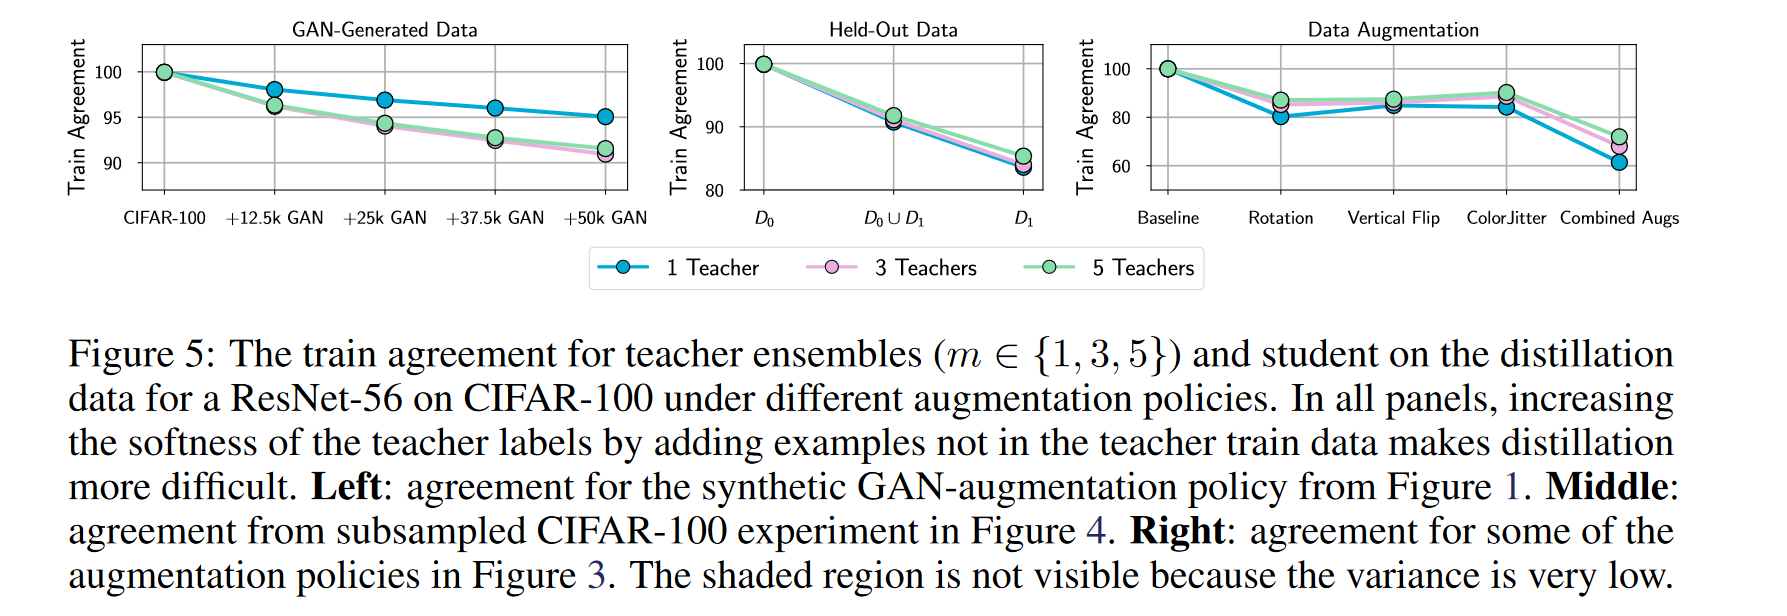 GAN-Generated Data
Train Agreement
100
95
90
CIFAR-100 +12.5k GAN +25k GAN +37.5k GAN +50k GAN
Held-Out Data
Train Agreement
100
90
80
D₀ D₀ ∪ D₁ D₁
Data Augmentation
Train Agreement
100
80
60
Baseline Rotation Vertical Flip ColorJitter Combined Augs
1 Teacher 3 Teachers 5 Teachers
Figure 5: The train agreement for teacher ensembles (m ∈ {1, 3, 5}) and student on the distillation
data for a ResNet-56 on CIFAR-100 under different augmentation policies. In all panels, increasing
the softness of the teacher labels by adding examples not in the teacher train data makes distillation
more difficult. Left: agreement for the synthetic GAN-augmentation policy from Figure 1. Middle:
agreement from subsampled CIFAR-100 experiment in Figure 4. Right: agreement for some of the
augmentation policies in Figure 3. The shaded region is not visible because the variance is very low.